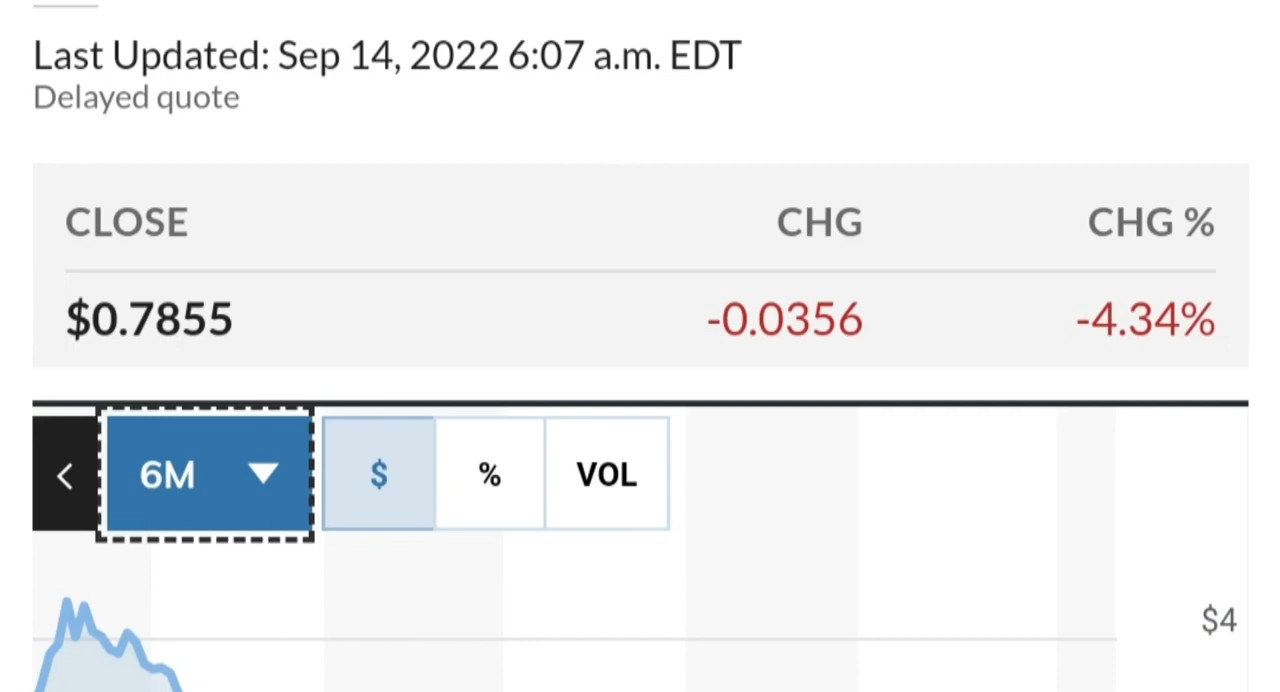 Last Updated: Sep 14, 2022 6:07 a.m. EDT
Delayed quote
CLOSE CHG CHG %
$0.7855 -0.0356 -4.34%
6M $ % VOL
$4